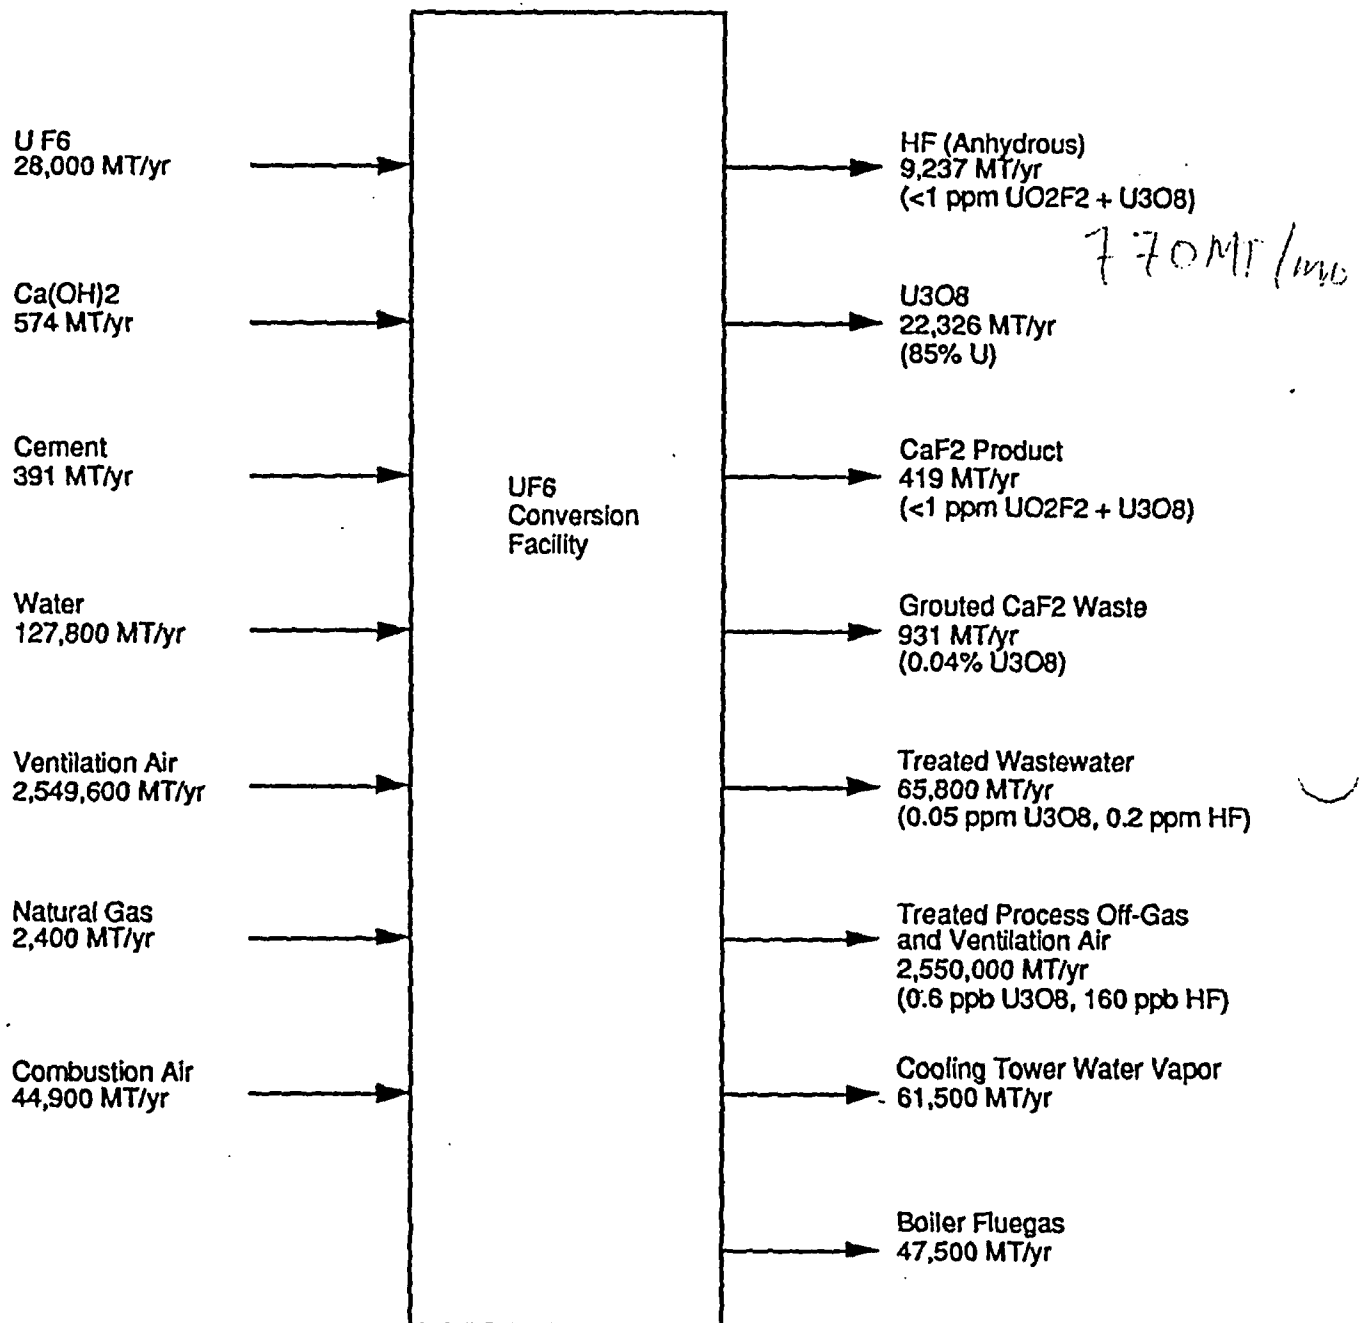 U F6
28,000 MT/yr
Ca(OH)2
574 MT/yr
Cement
391 MT/yr
Water
127,800 MT/yr
Ventilation Air
2,549,600 MT/yr
Natural Gas
2,400 MT/yr
Combustion Air
44,900 MT/yr
UF6
Conversion
Facility
HF (Anhydrous)
9,237 MT/yr
(<1 ppm UO2F2 + U3O8)
770 MT/mo
U3O8
22,326 MT/yr
(85% U)
CaF2 Product
419 MT/yr
(<1 ppm UO2F2 + U3O8)
Grouted CaF2 Waste
931 MT/yr
(0.04% U3O8)
Treated Wastewater
65,800 MT/yr
(0.05 ppm U3O8, 0.2 ppm HF)
Treated Process Off-Gas
and Ventilation Air
2,550,000 MT/yr
(0.6 ppb U3O8, 160 ppb HF)
Cooling Tower Water Vapor
61,500 MT/yr
Boiler Fluegas
47,500 MT/yr